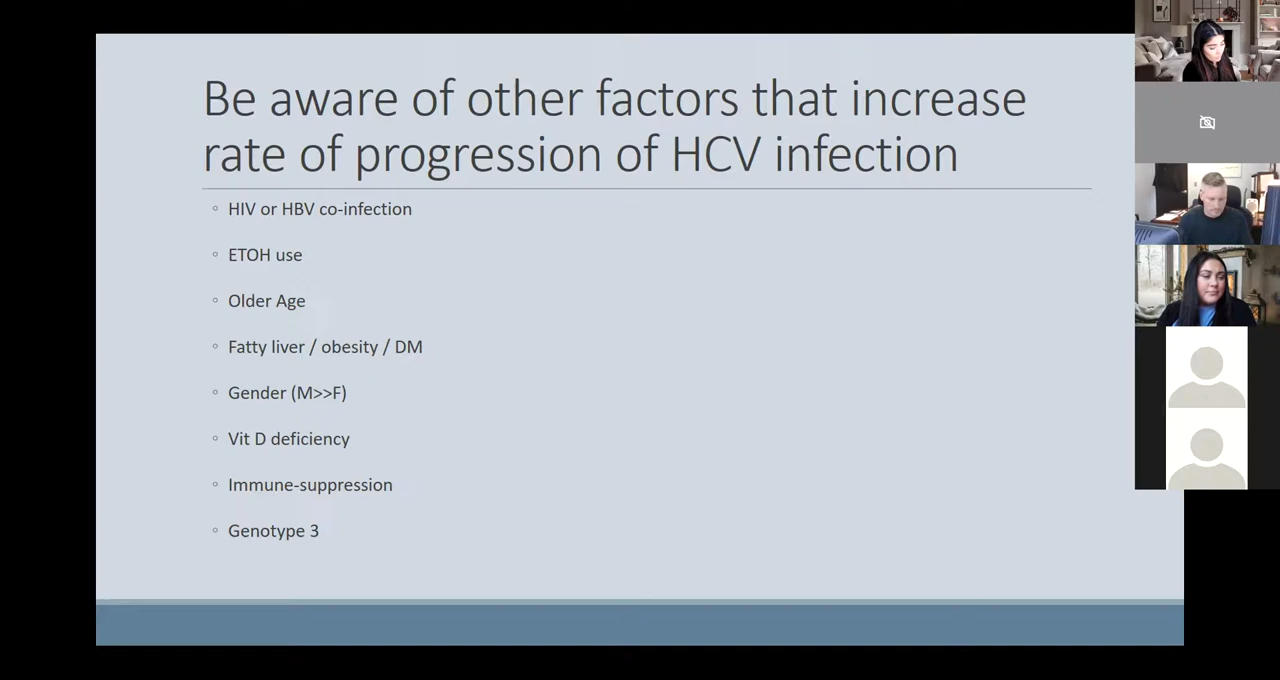 Be aware of other factors that increase
rate of progression of HCV infection
HIV or HBV co-infection
ETOH use
Older Age
Fatty liver / obesity / DM
Gender (M>>F)
Vit D deficiency
Immune-suppression
Genotype 3